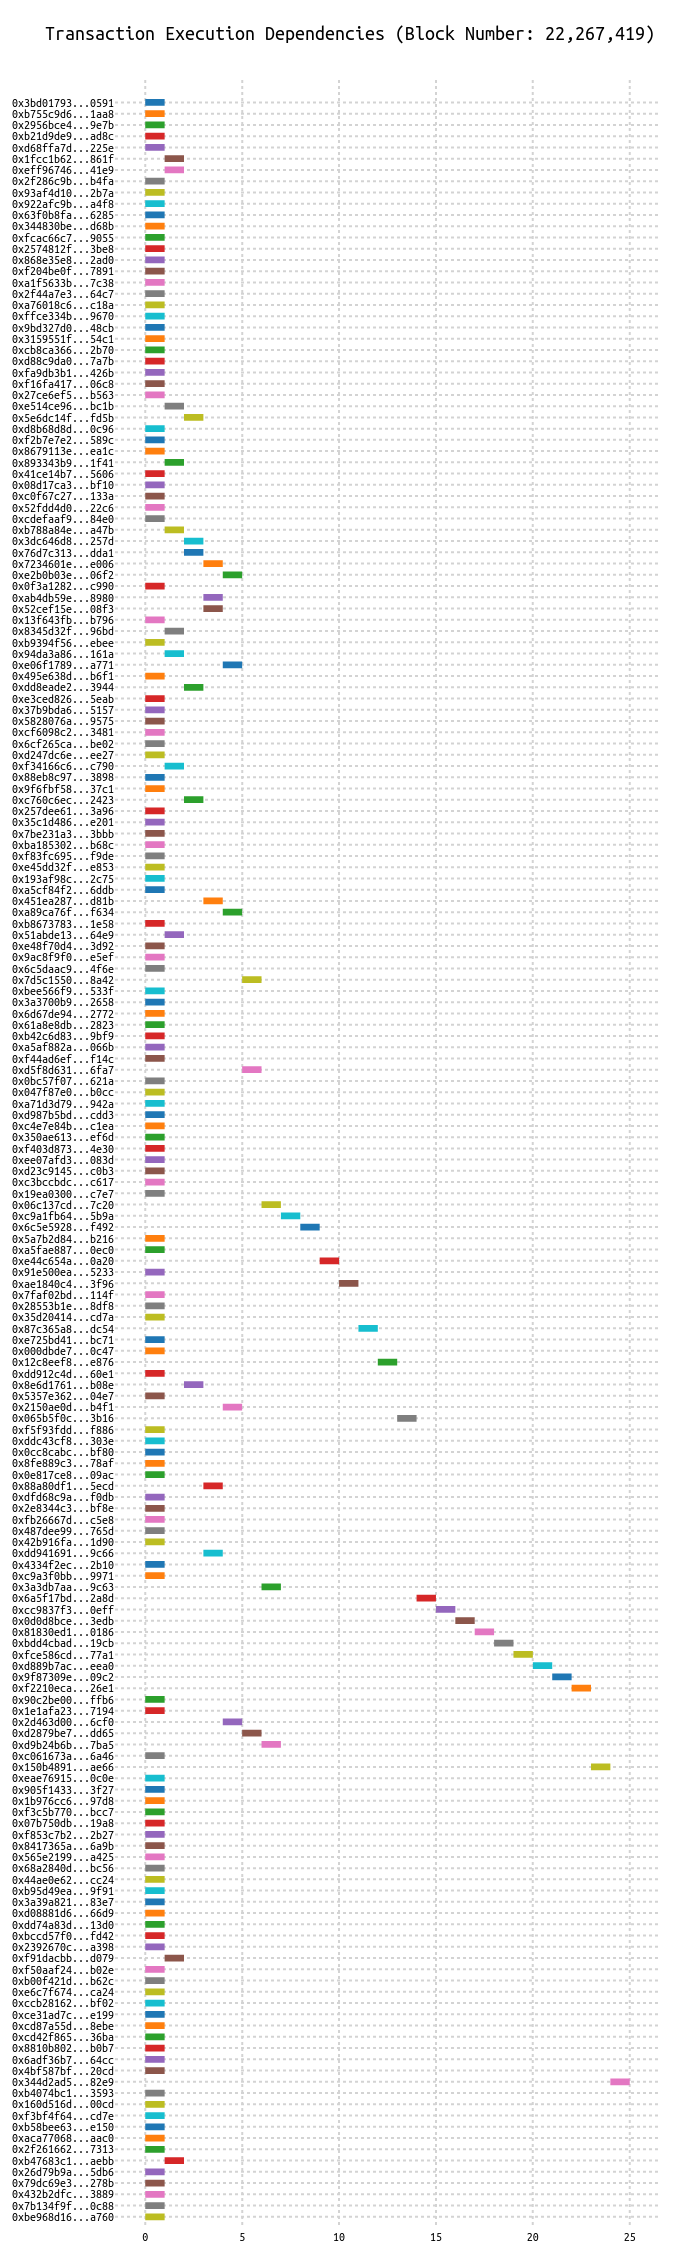 Transaction Execution Dependencies (Block Number: 22,267,419)
0x3bd01793...0591
0xb755c9d6...1aa8
0x2956bce4...9e7b
0xb21d9de9...ad8c
0xd68ffa7d...225e
0x1fcc1b62...861f
0xeff96746...41e9
0x2f286c9b...b4fa
0x93af4d10...2b7a
0x922afc9b...a4f8
0x63f0b8fa...6285
0x344830be...d68b
0xfcac66c7...9055
0x2574812f...3be8
0x868e35e8...2ad0
0xf204be0f...7891
0xa1f5633b...7c38
0x2f44a7e3...64c7
0xa76018c6...c18a
0xffce334b...9670
0x9bd327d0...48cb
0x3159551f...54c1
0xcb8ca366...2b70
0xd88c9da0...7a7b
0xfa9db3b1...426b
0xf16fa417...06c8
0x27ce6ef5...b563
0xe514ce96...bc1b
0x5e6dc14f...fd5b
0xd8b68d8d...0c96
0xf2b7e7e2...589c
0x8679113e...ea1c
0x893343b9...1f41
0x41ce14b7...5606
0x08d17ca3...bf10
0xc0f67c27...133a
0x52fdd4d0...22c6
0xcdefaaf9...84e0
0xb788a84e...a47b
0x3dc646d8...257d
0x76d7c313...dda1
0x7234601e...e006
0xe2b0b03e...06f2
0x0f3a1282...c990
0xab4db59e...8980
0x52cef15e...08f3
0x13f643fb...b796
0x8345d32f...96bd
0xb9394f56...ebee
0x94da3a86...161a
0xe06f1789...a771
0x495e638d...b6f1
0xdd8eade2...3944
0xe3ced826...5eab
0x37b9bda6...5157
0x5828076a...9575
0xcf6098c2...3481
0x6cf265ca...be02
0xd247dc6e...ee27
0xf34166c6...c790
0x88eb8c97...3898
0x9f6fbf58...37c1
0xc760c6ec...2423
0x257dee61...3a96
0x35c1d486...e201
0x7be231a3...3bbb
0xba185302...b68c
0xf83fc695...f9de
0xe45dd32f...e853
0x193af98c...2c75
0xa5cf84f2...6ddb
0x451ea287...d81b
0xa89ca76f...f634
0xb8673783...1e58
0x51abde13...64e9
0xe48f70d4...3d92
0x9ac8f9f0...e5ef
0x6c5daac9...4f6e
0x7d5c1550...8a42
0xbee566f9...533f
0x3a3700b9...2658
0x6d67de94...2772
0x61a8e8db...2823
0xb42c6d83...9bf9
0xa5af882a...066b
0xf44ad6ef...f14c
0xd5f8d631...6fa7
0x0bc57f07...621a
0x047f87e0...b0cc
0xa71d3d79...942a
0xd987b5bd...cdd3
0xc4e7e84b...c1ea
0x350ae613...ef6d
0xf403d873...4e30
0xee07afd3...083d
0xd23c9145...c0b3
0xc3bccbdc...c617
0x19ea0300...c7e7
0x06c137cd...7c20
0xc9a1fb64...5b9a
0x6c5e5928...f492
0x5a7b2d84...b216
0xa5fae887...0ec0
0xe44c654a...0a20
0x91e500ea...5233
0xae1840c4...3f96
0x7faf02bd...114f
0x28553b1e...8df8
0x35d20414...cd7a
0x87c365a8...dc54
0xe725bd41...bc71
0x000dbde7...0c47
0x12c8eef8...e876
0xdd912c4d...60e1
0x8e6d1761...b08e
0x5357e362...04e7
0x2150ae0d...b4f1
0x065b5f0c...3b16
0xf5f93fdd...f886
0xddc43cf8...303e
0x0cc8cabc...bf80
0x8fe889c3...78af
0x0e817ce8...09ac
0x88a80df1...5ecd
0xdfd68c9a...f0db
0x2e8344c3...bf8e
0xfb26667d...c5e8
0x487dee99...765d
0x42b916fa...1d90
0xdd941691...9c66
0x4334f2ec...2b10
0xc9a3f0bb...9971
0x3a3db7aa...9c63
0x6a5f17bd...2a8d
0xcc9837f3...0eff
0x0d0d8bce...3edb
0x81830ed1...0186
0xbdd4cbad...19cb
0xfce586cd...77a1
0xd889b7ac...eea0
0x9f87309e...09c2
0xf2210eca...26e1
0x90c2be00...ffb6
0x1e1afa23...7194
0x2d463d00...6cf0
0xd2879be7...dd65
0xd9b24b6b...7ba5
0xc061673a...6a46
0x150b4891...ae66
0xeae76915...0c0e
0x905f1433...3f27
0x1b976cc6...97d8
0xf3c5b770...bcc7
0x07b750db...19a8
0xf853c7b2...2b27
0x8417365a...6a9b
0x565e2199...a425
0x68a2840d...bc56
0x44ae0e62...cc24
0xb95d49ea...9f91
0x3a39a821...83e7
0xd08881d6...66d9
0xdd74a83d...13d0
0xbccd57f0...fd42
0x2392670c...a398
0xf91dacbb...d079
0xf50aaf24...b02e
0xb00f421d...b62c
0xe6c7f674...ca24
0xccb28162...bf02
0xce31ad7c...e199
0xcd87a55d...8ebe
0xcd42f865...36ba
0x8810b802...b0b7
0x6adf36b7...64cc
0x4bf587bf...20cd
0x344d2ad5...82e9
0xb4074bc1...3593
0x160d516d...00cd
0xf3bf4f64...cd7e
0xb58bee63...e150
0xaca77068...aac0
0x2f261662...7313
0xb47683c1...aebb
0x26d79b9a...5db6
0x79dc69e3...278b
0x432b2dfc...3889
0x7b134f9f...0c88
0xbe968d16...a760
0 5 10 15 20 25